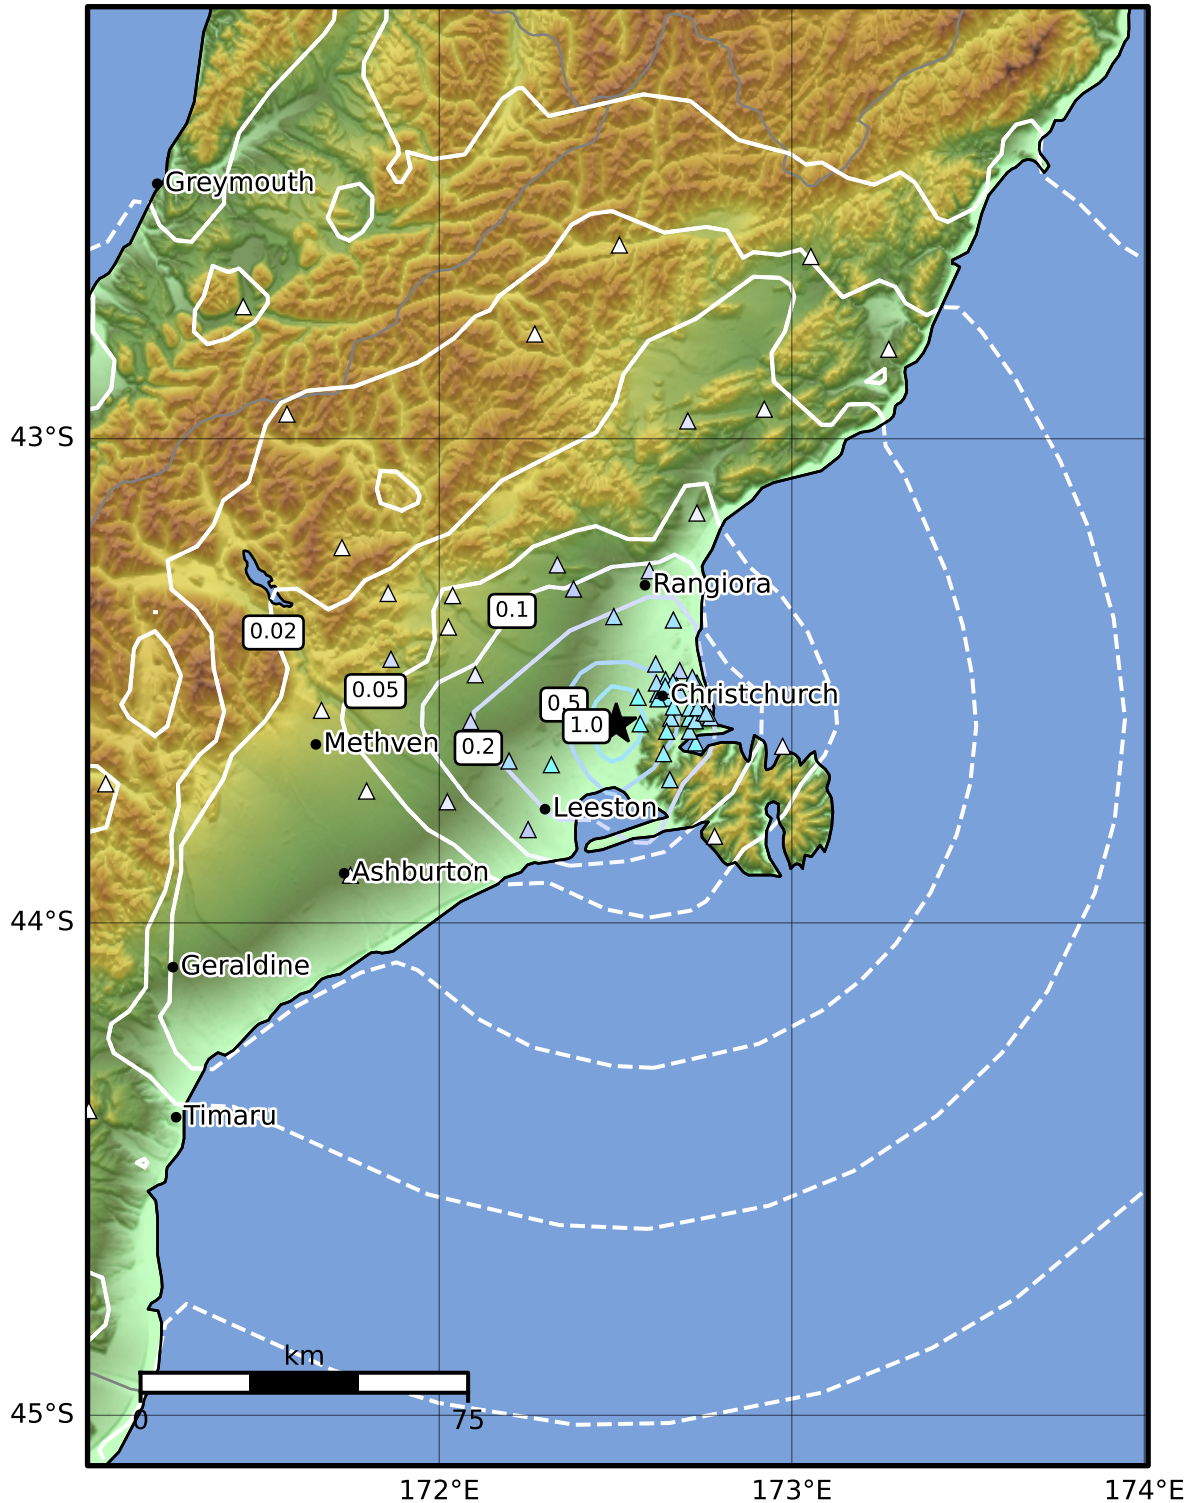 Greymouth
43°S
Rangiora
0.1
0.02
0.05
Christchurch
0.5
1.0
Methven
0.2
Leeston
Ashburton
44°S
Geraldine
Timaru
km
0
75
45°S
172°E
173°E
174°E